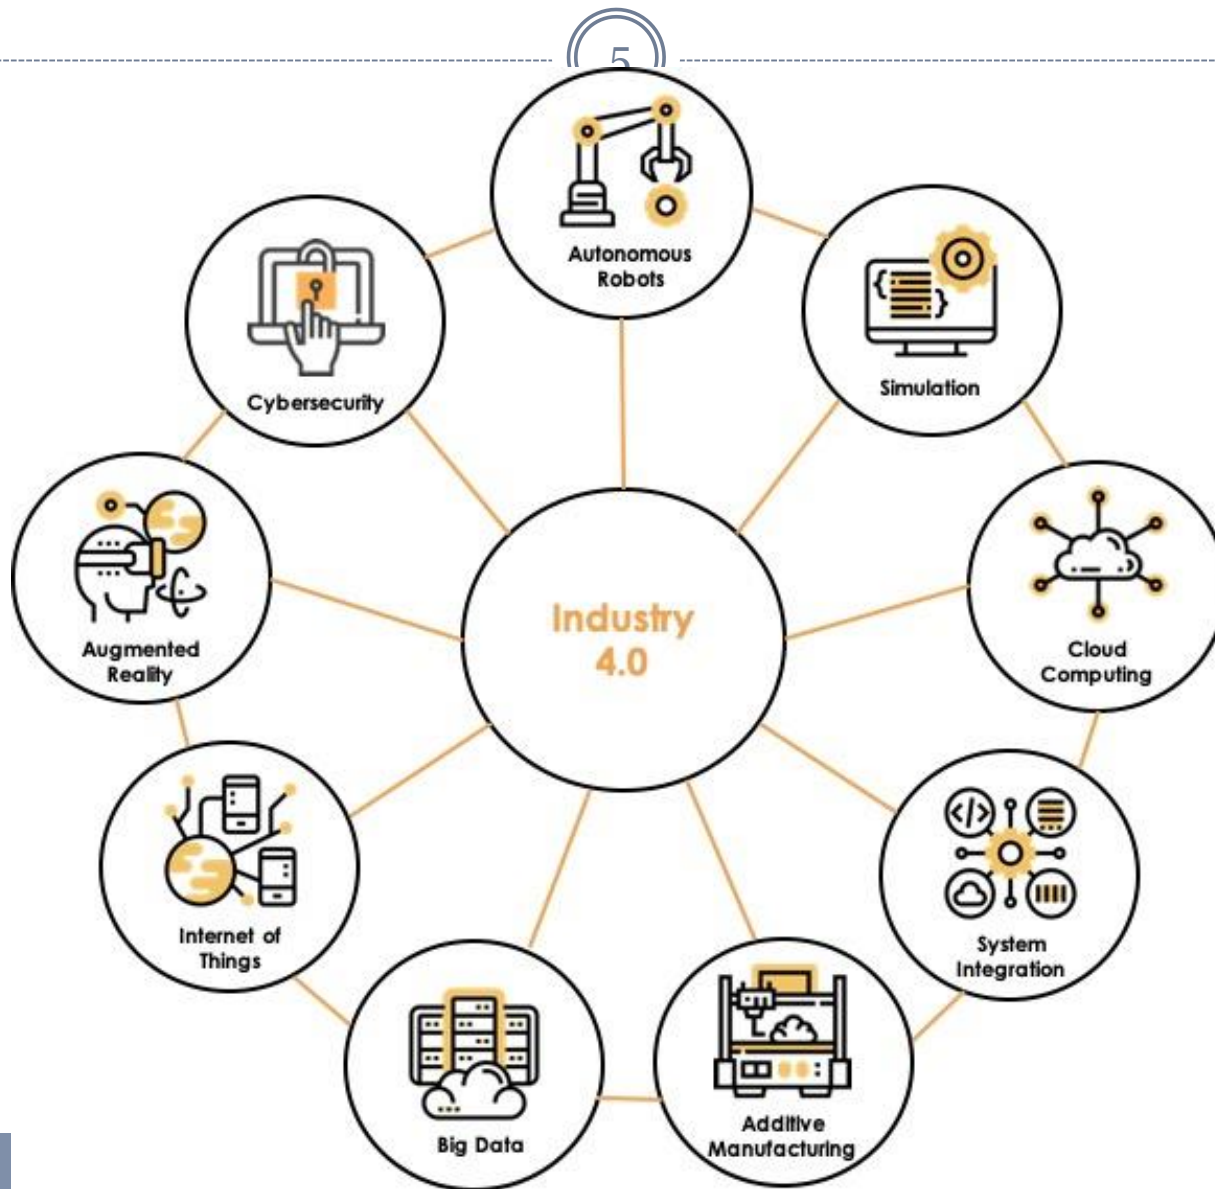 5
Autonomous
Robots
Simulation
Cybersecurity
Cloud
Computing
Augmented
Reality
Industry
4.0
System
Integration
Internet of
Things
Additive
Manufacturing
Big Data